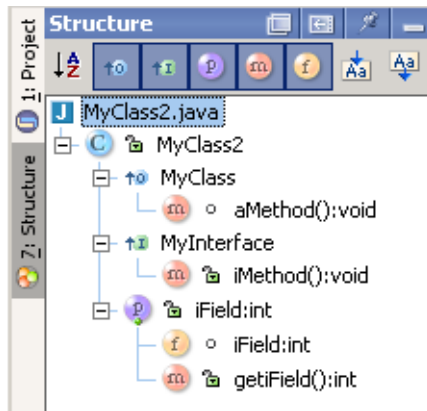 Structure
1: Project
7: Structure
MyClass2.java
MyClass2
MyClass
aMethod():void
MyInterface
iMethod():void
iField:int
iField:int
getiField():int